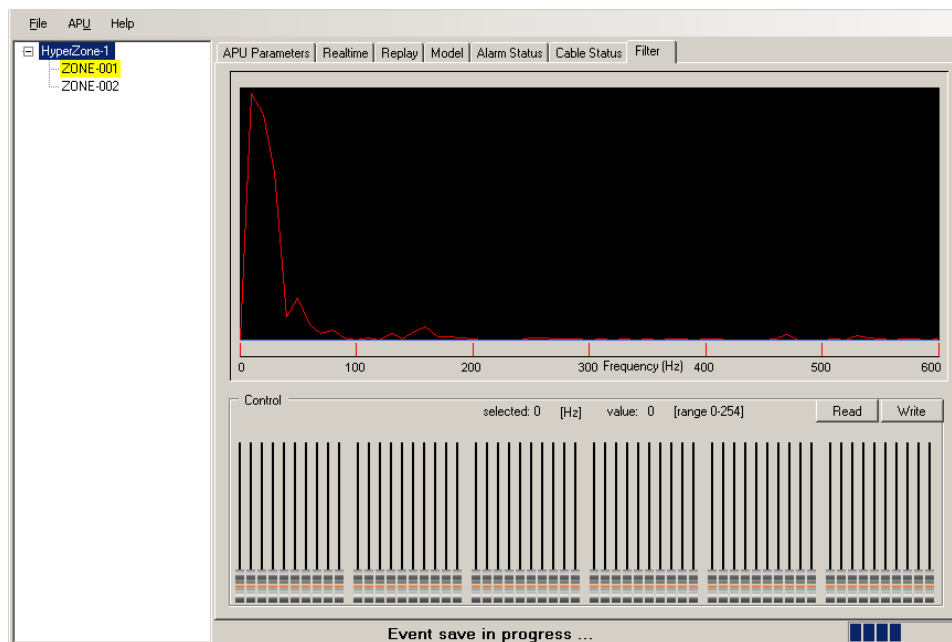 File APU Help
HyperZone-1
ZONE-001
ZONE-002
APU Parameters Realtime Replay Model Alarm Status Cable Status Filter
0 100 200 300 Frequency (Hz) 400 500 600
Control
selected: 0 [Hz] value: 0 [range 0-254] Read Write
Event save in progress ...